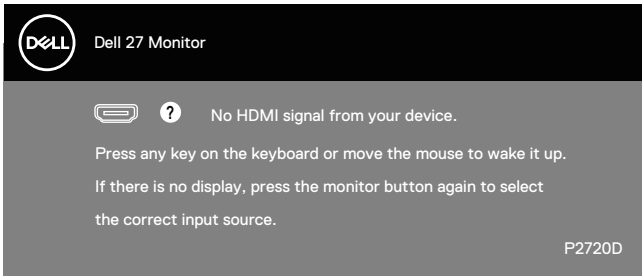 DELL
Dell 27 Monitor
? No HDMI signal from your device.
Press any key on the keyboard or move the mouse to wake it up.
If there is no display, press the monitor button again to select
the correct input source.
P2720D